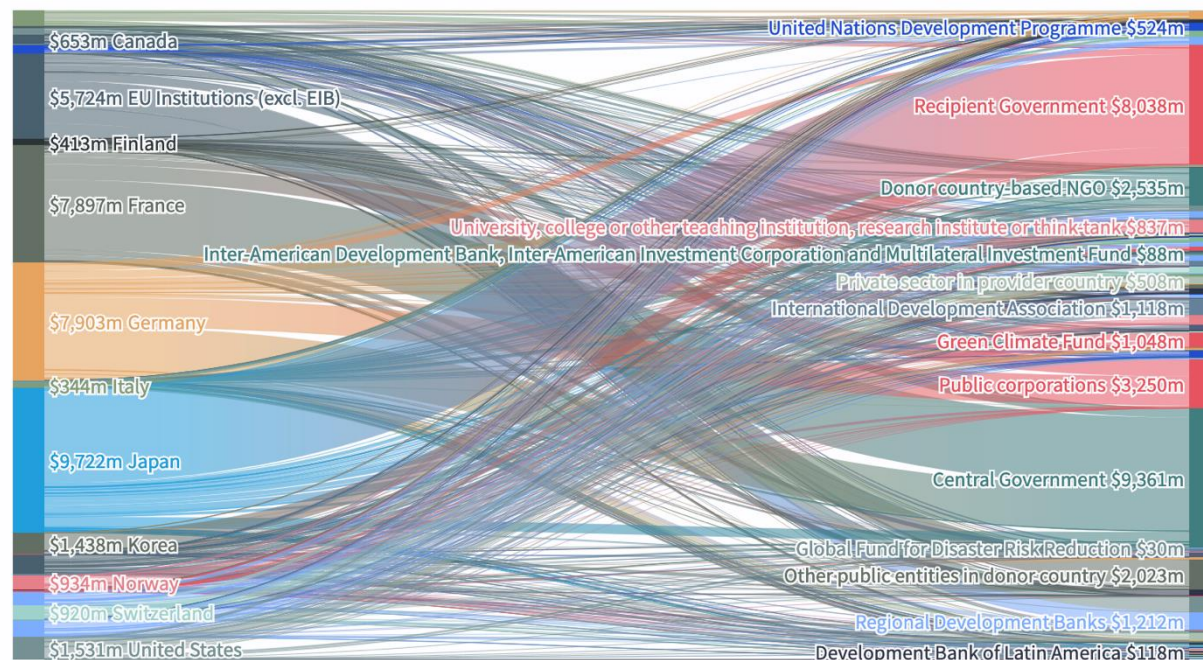 $653m Canada
$5,724m EU Institutions (excl. EIB)
$413m Finland
$7,897m France
$7,903m Germany
$344m Italy
$9,722m Japan
$1,438m Korea
$934m Norway
$920m Switzerland
$1,531m United States
United Nations Development Programme $524m
Recipient Government $8,038m
Donor country-based NGO $2,535m
University, college or other teaching institution, research institute or think-tank $837m
Inter-American Development Bank, Inter-American Investment Corporation and Multilateral Investment Fund $88m
Private sector in provider country $508m
International Development Association $1,118m
Green Climate Fund $1,048m
Public corporations $3,250m
Central Government $9,361m
Global Fund for Disaster Risk Reduction $30m
Other public entities in donor country $2,023m
Regional Development Banks $1,212m
Development Bank of Latin America $118m